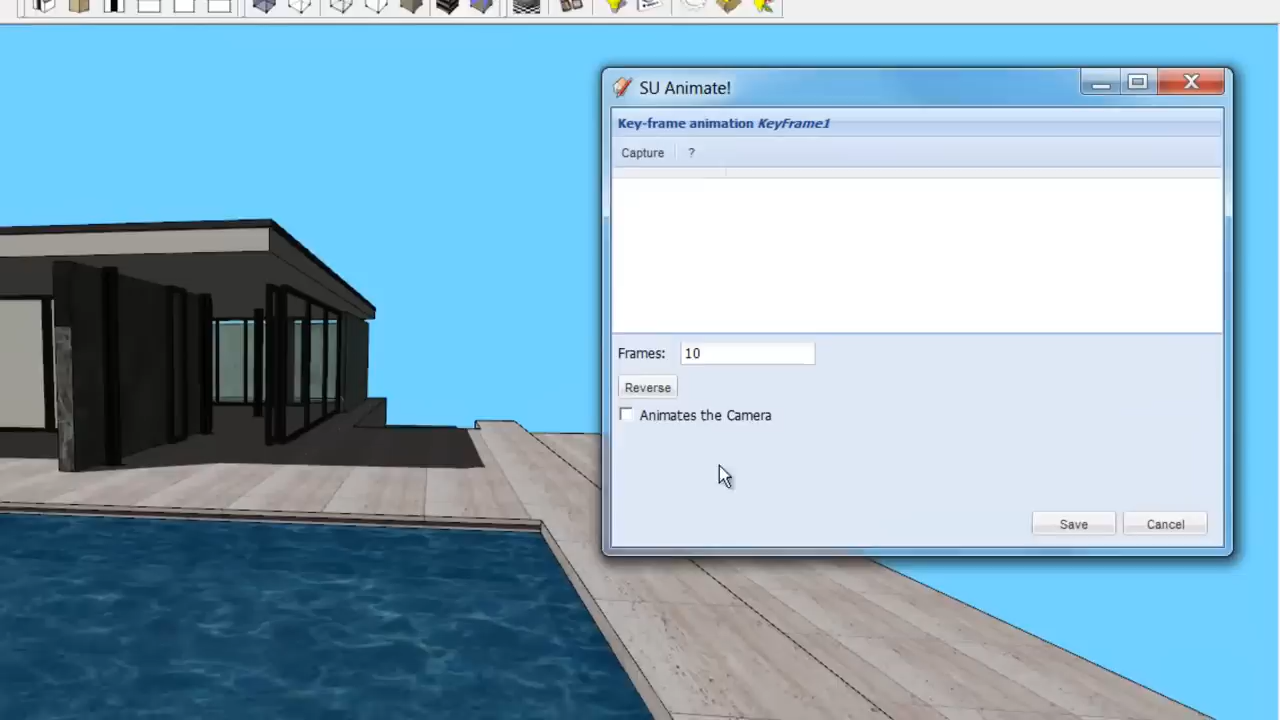 SU Animate!
Key-frame animation KeyFrame1
Capture ?
Frames: 10
Reverse
Animates the Camera
Save Cancel